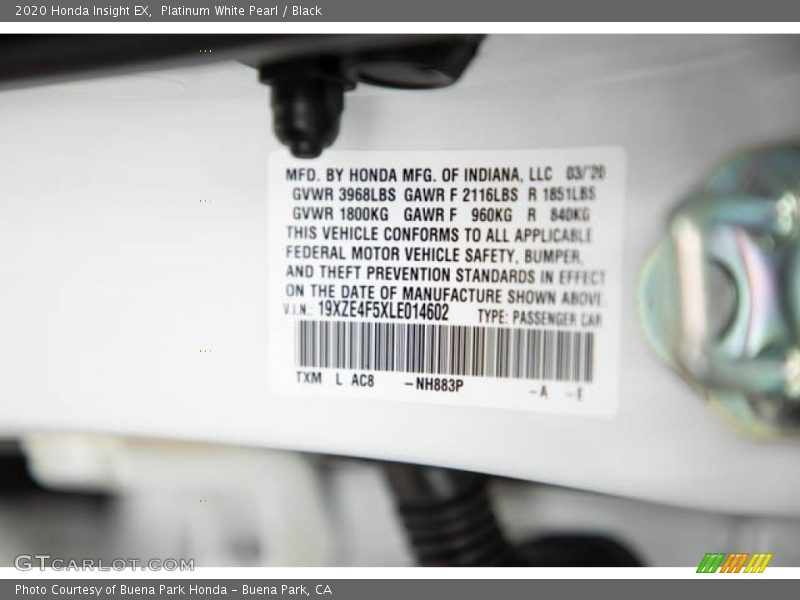 2020 Honda Insight EX,  Platinum White Pearl / Black
MFD. BY HONDA MFG. OF INDIANA, LLC 03/'20
GVWR 3968LBS GAWR F 2116LBS R 1851LBS
GVWR 1800KG GAWR F 960KG R 840KG
THIS VEHICLE CONFORMS TO ALL APPLICABLE
FEDERAL MOTOR VEHICLE SAFETY, BUMPER,
AND THEFT PREVENTION STANDARDS IN EFFECT
ON THE DATE OF MANUFACTURE SHOWN ABOVE.
V.I.N.: 19XZE4F5XLE014602 TYPE: PASSENGER CAR
TXM L AC8 -NH883P -A -E
GTCARLOT.COM
Photo Courtesy of Buena Park Honda - Buena Park, CA